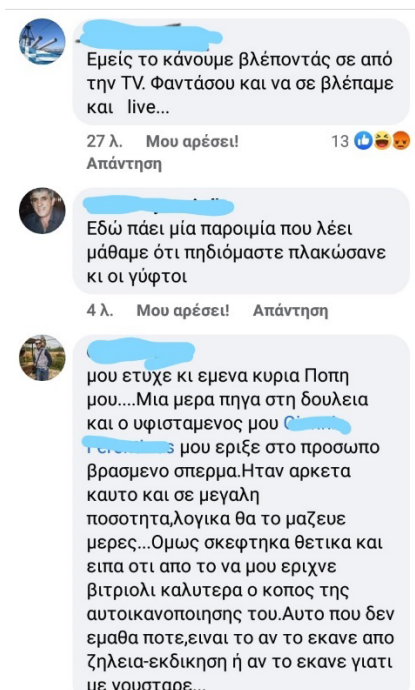 Εμείς το κάνουμε βλέποντάς σε από
την TV. Φαντάσου και να σε βλέπαμε
και live...
27 λ. Μου αρέσει! 13
Απάντηση
Εδώ πάει μία παροιμία που λέει
μάθαμε ότι πηδιόμαστε πλακώσανε
κι οι γύφτοι
4 λ. Μου αρέσει! Απάντηση
μου ετυχε κι εμενα κυρια Ποπη
μου....Μια μερα πηγα στη δουλεια
και ο υφισταμενος μου
μου εριξε στο προσωπο
βρασμενο σπερμα.Ηταν αρκετα
καυτο και σε μεγαλη
ποσοτητα,λογικα θα το μαζευε
μερες...Ομως σκεφτηκα θετικα και
ειπα οτι απο το να μου εριχνε
βιτριολι καλυτερα ο κοπος της
αυτοικανοποιησης του.Αυτο που δεν
εμαθα ποτε,ειναι το αν το εκανε απο
ζηλεια-εκδικηση ή αν το εκανε γιατι
με γουσταρε...